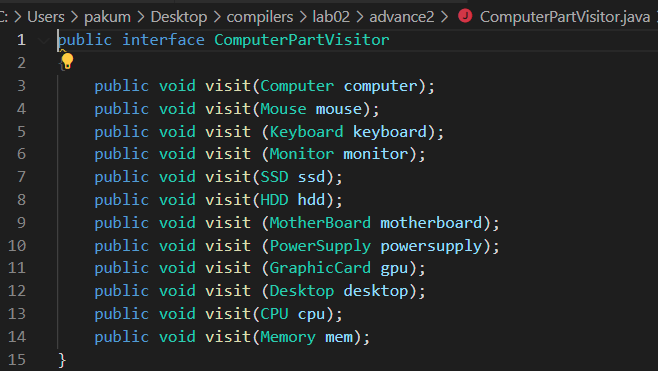 C: > Users > pakum > Desktop > compilers > lab02 > advance2 > ComputerPartVisitor.java
1 public interface ComputerPartVisitor
2 {
3 public void visit(Computer computer);
4 public void visit(Mouse mouse);
5 public void visit (Keyboard keyboard);
6 public void visit (Monitor monitor);
7 public void visit(SSD ssd);
8 public void visit(HDD hdd);
9 public void visit (MotherBoard motherboard);
10 public void visit (PowerSupply powersupply);
11 public void visit (GraphicCard gpu);
12 public void visit (Desktop desktop);
13 public void visit(CPU cpu);
14 public void visit(Memory mem);
15 }